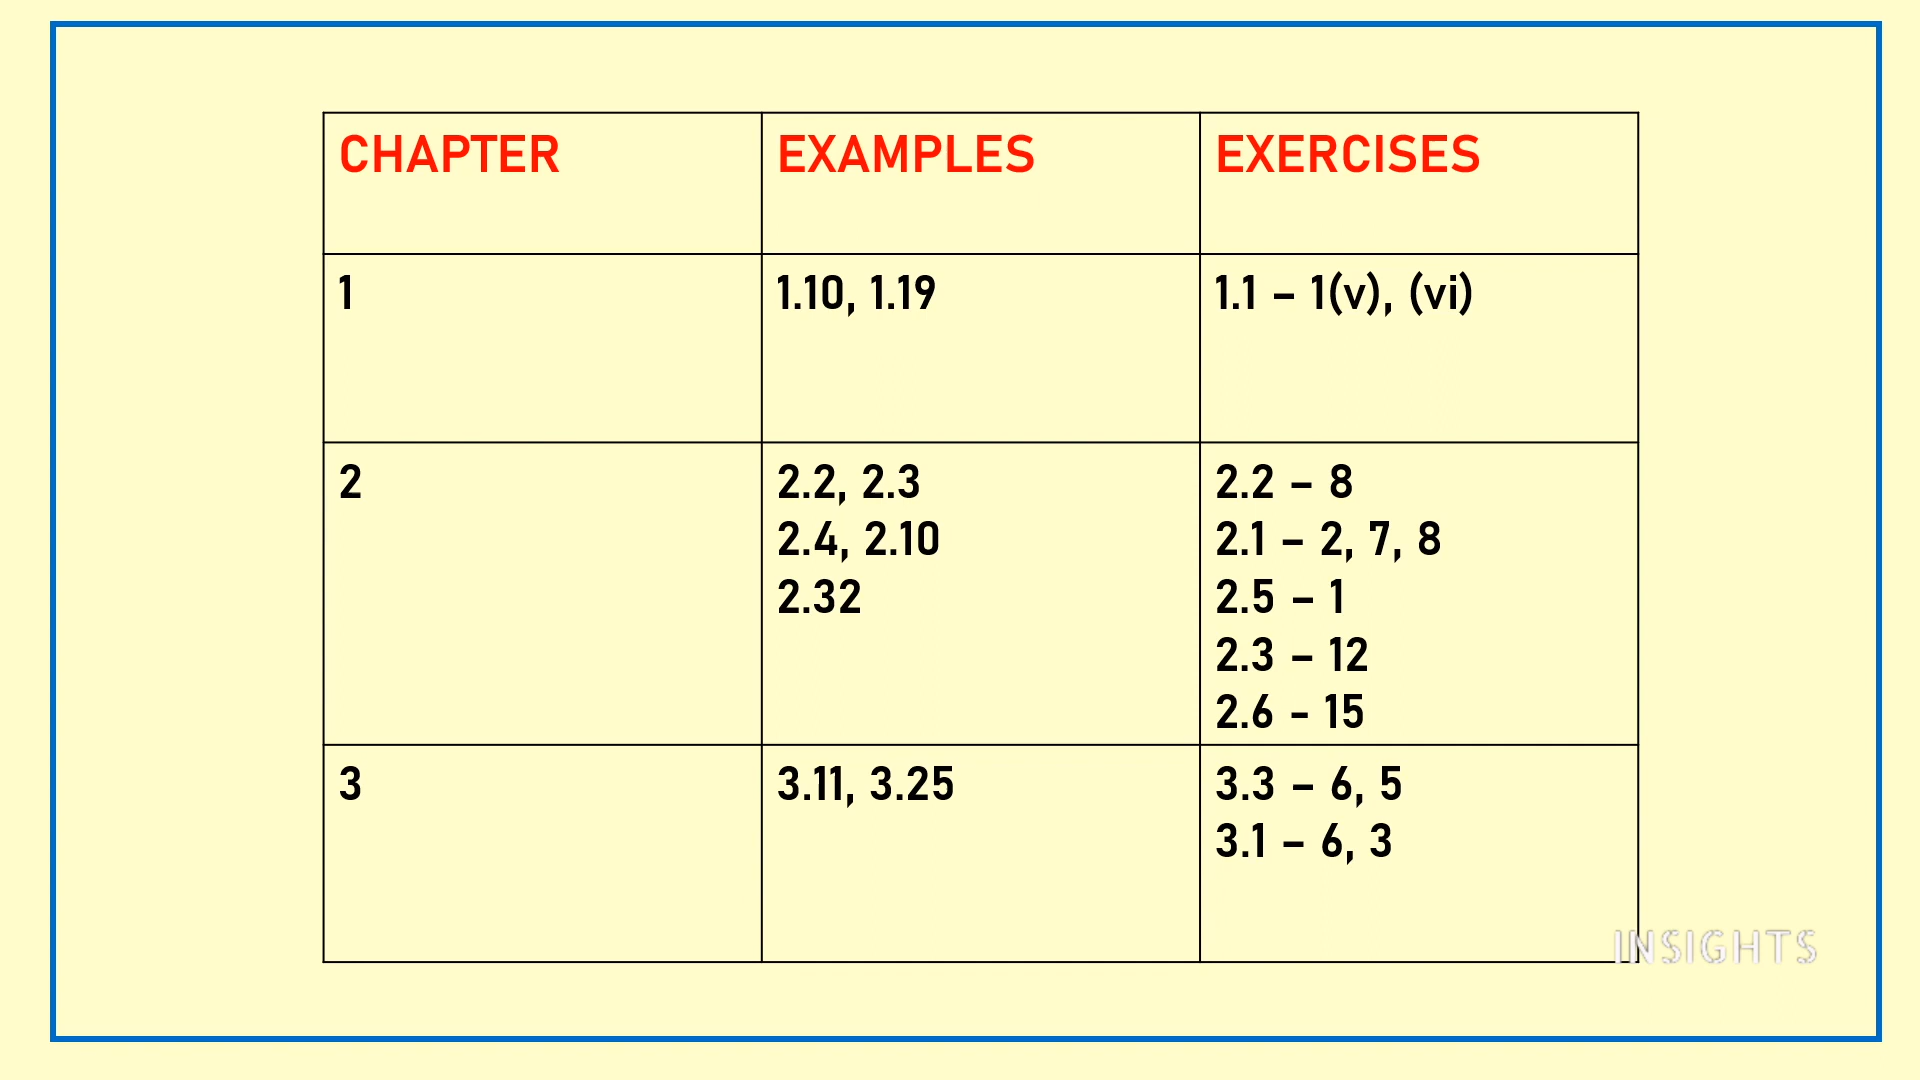 CHAPTER EXAMPLES EXERCISES
1 1.10, 1.19 1.1 – 1(v), (vi)
2 2.2, 2.3 2.2 – 8
2.4, 2.10 2.1 – 2, 7, 8
2.32 2.5 – 1
2.3 – 12
2.6 - 15
3 3.11, 3.25 3.3 – 6, 5
3.1 – 6, 3
INSIGHTS